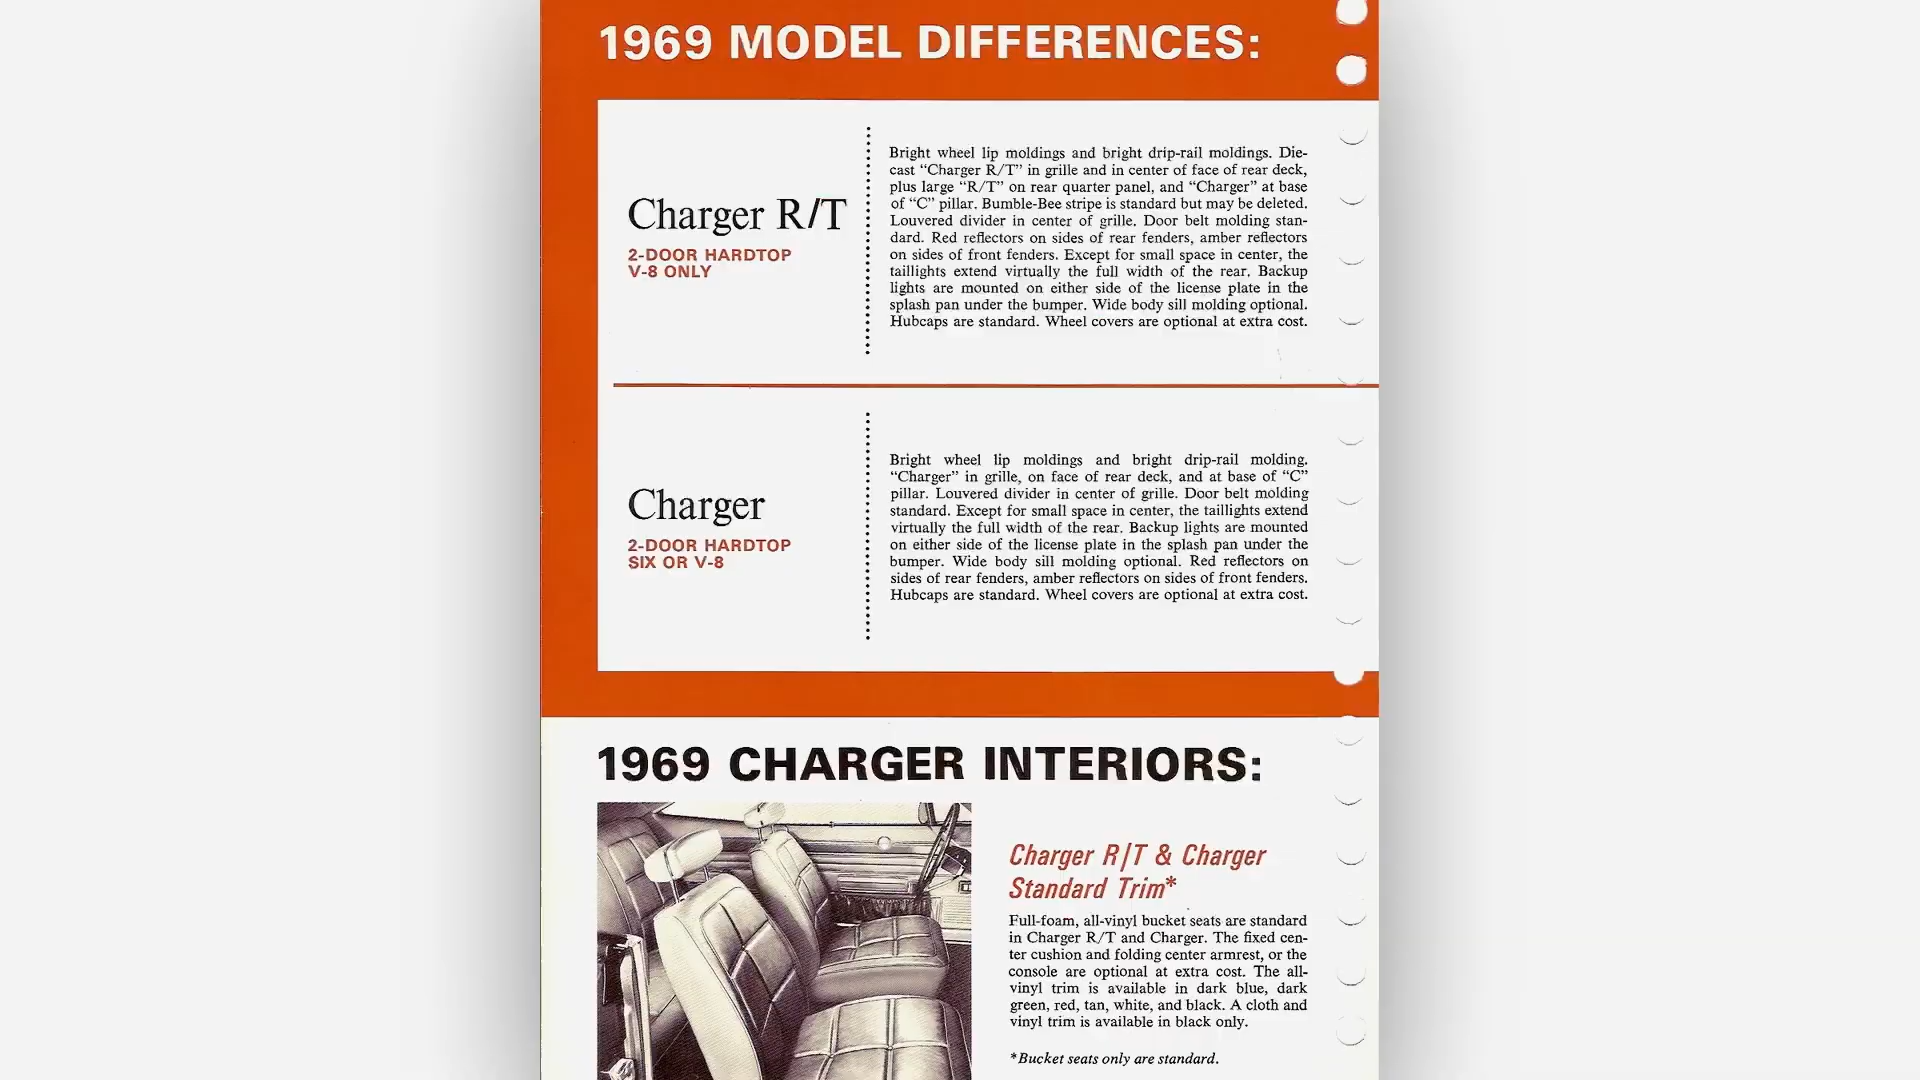 1969 MODEL DIFFERENCES:
Charger R/T
2-DOOR HARDTOP
V-8 ONLY
Bright wheel lip moldings and bright drip-rail moldings. Die-
cast “Charger R/T” in grille and in center of face of rear deck,
plus large “R/T” on rear quarter panel, and “Charger” at base
of “C” pillar. Bumble-Bee stripe is standard but may be deleted.
Louvered divider in center of grille. Door belt molding stan-
dard. Red reflectors on sides of rear fenders, amber reflectors
on sides of front fenders. Except for small space in center, the
taillights extend virtually the full width of the rear. Backup
lights are mounted on either side of the license plate in the
splash pan under the bumper. Wide body sill molding optional.
Hubcaps are standard. Wheel covers are optional at extra cost.
Charger
2-DOOR HARDTOP
SIX OR V-8
Bright wheel lip moldings and bright drip-rail molding.
“Charger” in grille, on face of rear deck, and at base of “C”
pillar. Louvered divider in center of grille. Door belt molding
standard. Except for small space in center, the taillights extend
virtually the full width of the rear. Backup lights are mounted
on either side of the license plate in the splash pan under the
bumper. Wide body sill molding optional. Red reflectors on
sides of rear fenders, amber reflectors on sides of front fenders.
Hubcaps are standard. Wheel covers are optional at extra cost.
1969 CHARGER INTERIORS:
Charger R/T & Charger
Standard Trim*
Full-foam, all-vinyl bucket seats are standard
in Charger R/T and Charger. The fixed cen-
ter cushion and folding center armrest, or the
console are optional at extra cost. The all-
vinyl trim is available in dark blue, dark
green, red, tan, white, and black. A cloth and
vinyl trim is available in black only.
*Bucket seats only are standard.